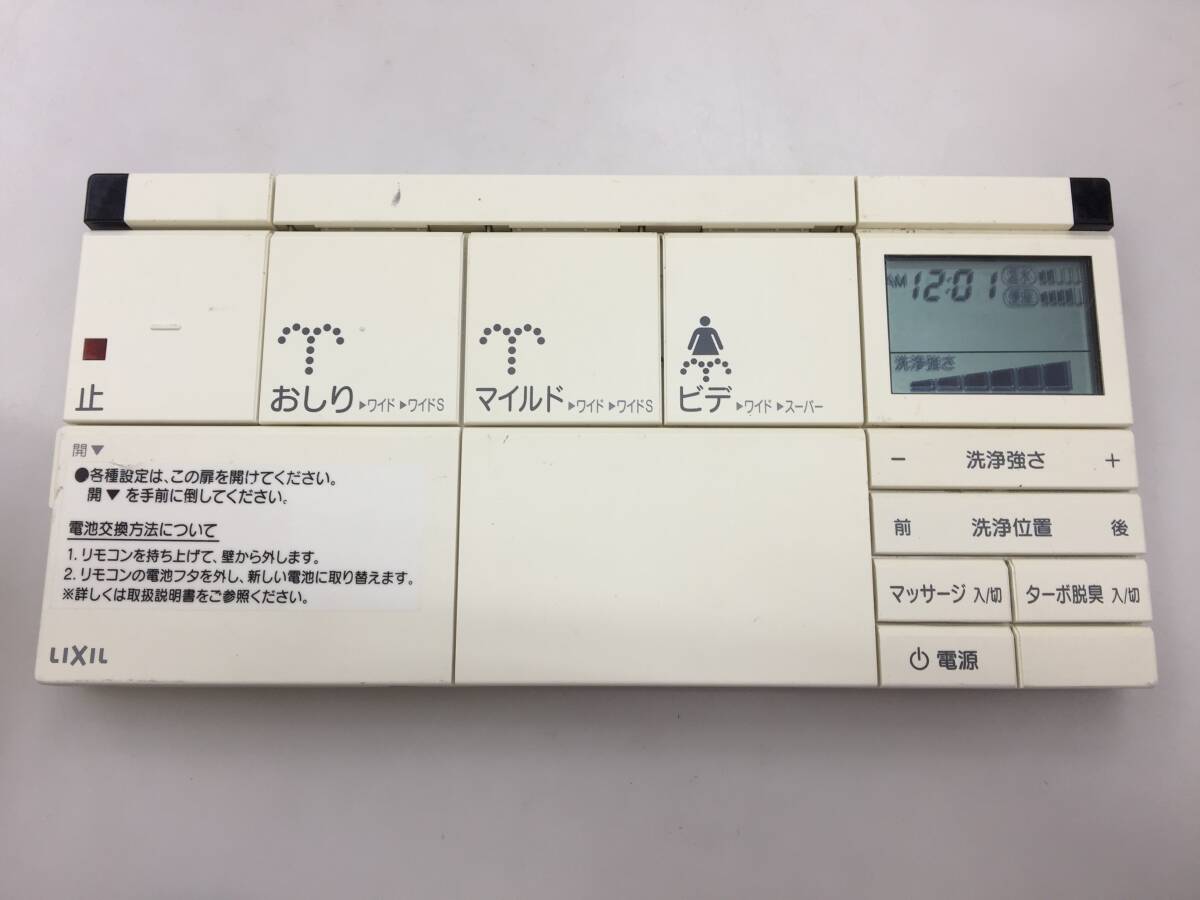 AM 12:01 温水
便座
洗浄強さ
止
おしり ▶ワイド ▶ワイドS
マイルド ▶ワイド ▶ワイドS
ビデ ▶ワイド ▶スーパー
開▼
●各種設定は、この扉を開けてください。
開 ▼ を手前に倒してください。
電池交換方法について
1. リモコンを持ち上げて、壁から外します。
2. リモコンの電池フタを外し、新しい電池に取り替えます。
※詳しくは取扱説明書をご参照ください。
LIXIL
− 洗浄強さ +
前 洗浄位置 後
マッサージ 入/切
ターボ脱臭 入/切
電源